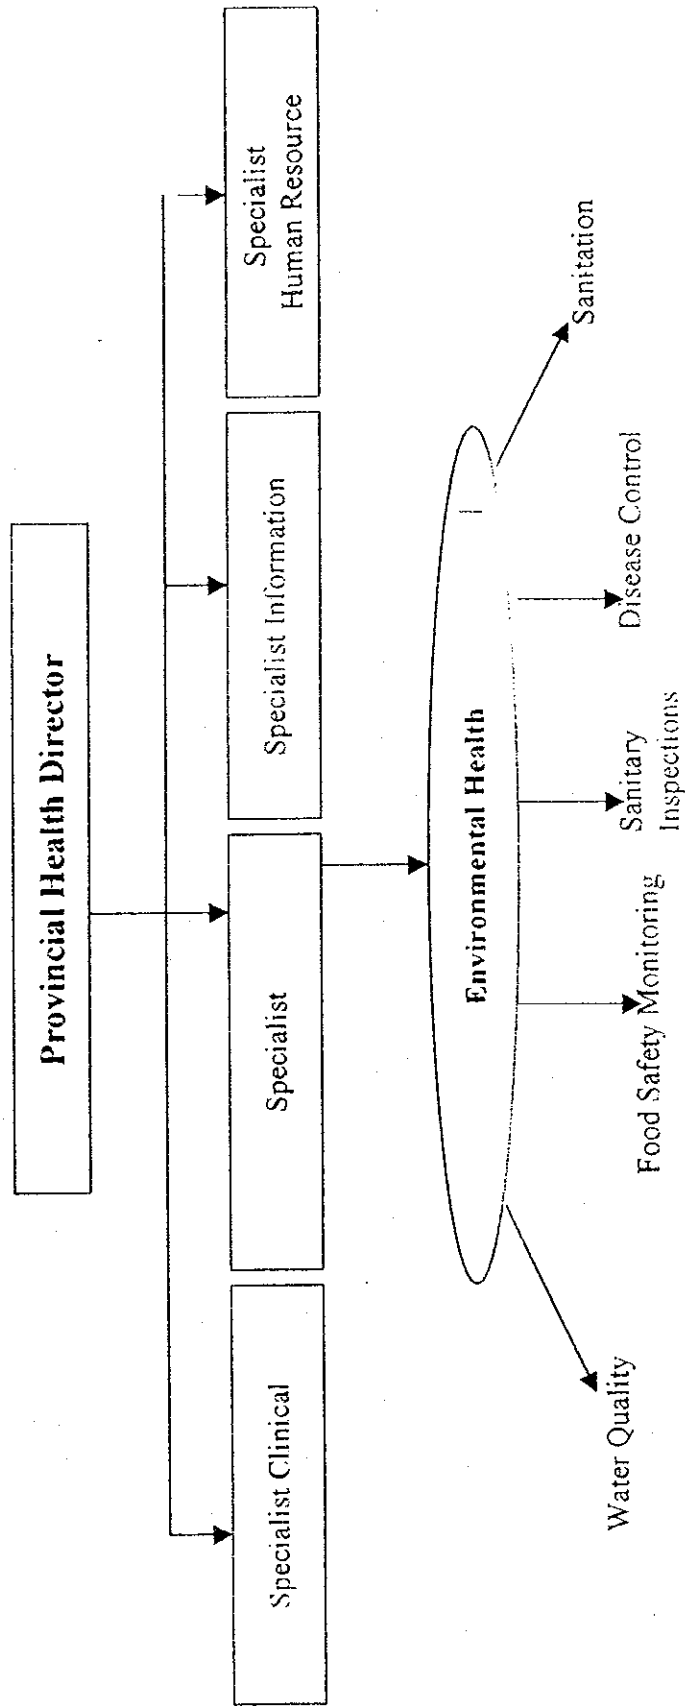 Provincial Health Director
Specialist Clinical
Specialist
Specialist Information
Specialist
Human Resource
Environmental Health
Water Quality
Food Safety Monitoring
Sanitary
Inspections
Disease Control
Sanitation